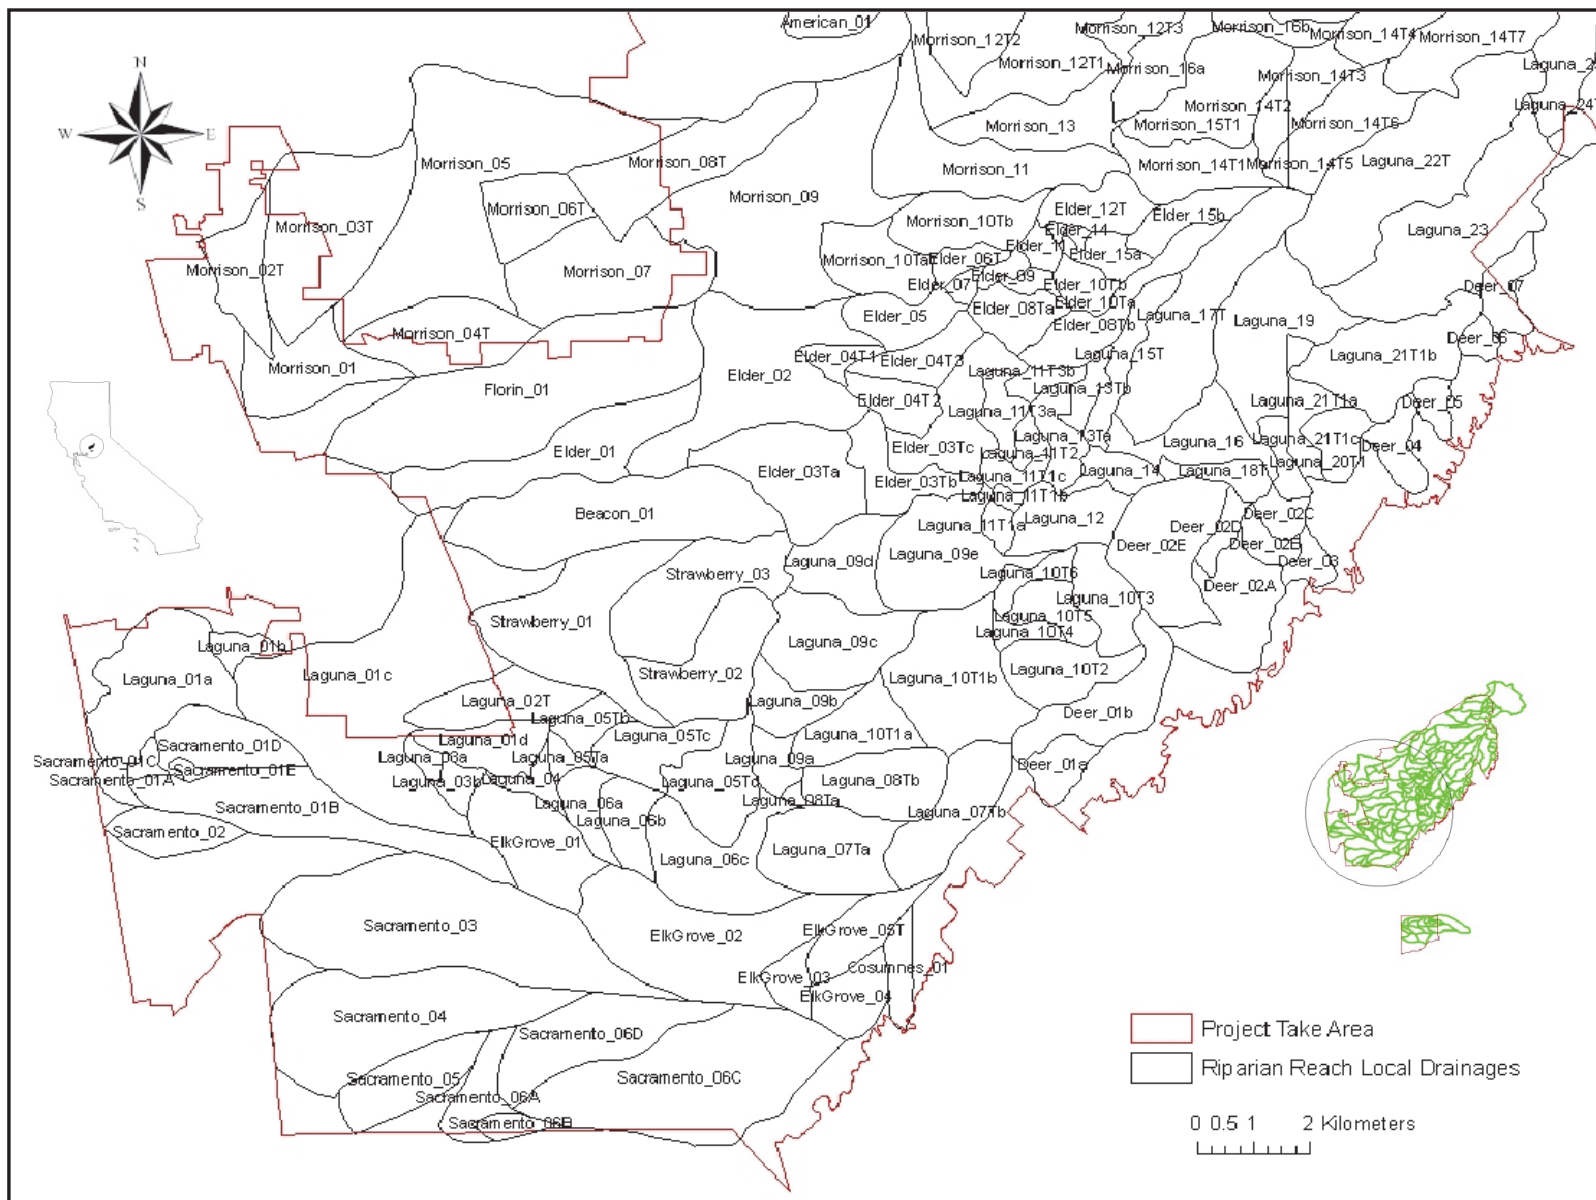 American_01
Morrison_12T3
Morrison_16b
Morrison_14T4
Morrison_14T7
Morrison_12T2
Morrison_12T1
Morrison_16a
Morrison_14T3
N
W
E
S
Morrison_14T2
Morrison_13
Morrison_15T1
Morrison_14T6
Morrison_05
Morrison_08T
Morrison_11
Morrison_14T1
Morrison_14T5
Laguna_22T
Morrison_09
Morrison_06T
Morrison_03T
Morrison_10Tb
Elder_12T
Elder_15b
Elder_14
Elder_11
Laguna_23
Morrison_02T
Morrison_07
Morrison_10Ta
Elder_06T
Elder_15a
Elder_09
Elder_07T
Elder_10Tb
Deer_07
Elder_10Ta
Elder_05
Elder_08Ta
Elder_08Tb
Laguna_17T
Laguna_19
Morrison_04T
Deer_06
Morrison_01
Elder_04T1
Elder_04T3
Laguna_15T
Laguna_21T1b
Florin_01
Elder_02
Laguna_11T3b
Laguna_13Tb
Elder_04T2
Laguna_11T3a
Laguna_21T1a
Deer_05
Elder_01
Elder_03Tc
Laguna_13Ta
Laguna_16
Laguna_21T1c
Deer_04
Elder_03Ta
Laguna_11T2
Laguna_20T1
Laguna_14
Laguna_18T
Elder_03Tb
Laguna_11T1c
Laguna_11T1b
Beacon_01
Laguna_11T1a
Laguna_12
Deer_02D
Deer_02C
Deer_02E
Deer_03
Strawberry_03
Laguna_09d
Laguna_09e
Laguna_10T6
Deer_02A
Laguna_10T3
Strawberry_01
Laguna_10T5
Laguna_10T4
Laguna_01b
Laguna_09c
Laguna_01a
Laguna_01c
Strawberry_02
Laguna_10T1b
Laguna_10T2
Laguna_02T
Laguna_09b
Deer_01b
Laguna_05Tb
Laguna_05Tc
Laguna_10T1a
Sacramento_01D
Laguna_01d
Sacramento_01C
Laguna_05Ta
Laguna_09a
Deer_01a
Sacramento_01E
Sacramento_01A
Laguna_03b
Laguna_04
Laguna_05Td
Laguna_08Tb
Sacramento_01B
Laguna_06a
Laguna_08Ta
Laguna_07Tb
Laguna_06b
Sacramento_02
ElkGrove_01
Laguna_06c
Laguna_07Ta
Sacramento_03
ElkGrove_02
ElkGrove_05T
Cosumnes_01
ElkGrove_03
ElkGrove_04
Sacramento_04
Sacramento_06D
Sacramento_05
Sacramento_06C
Sacramento_06A
Sacramento_06B
Project Take Area
Riparian Reach Local Drainages
0 0.5 1 2 Kilometers